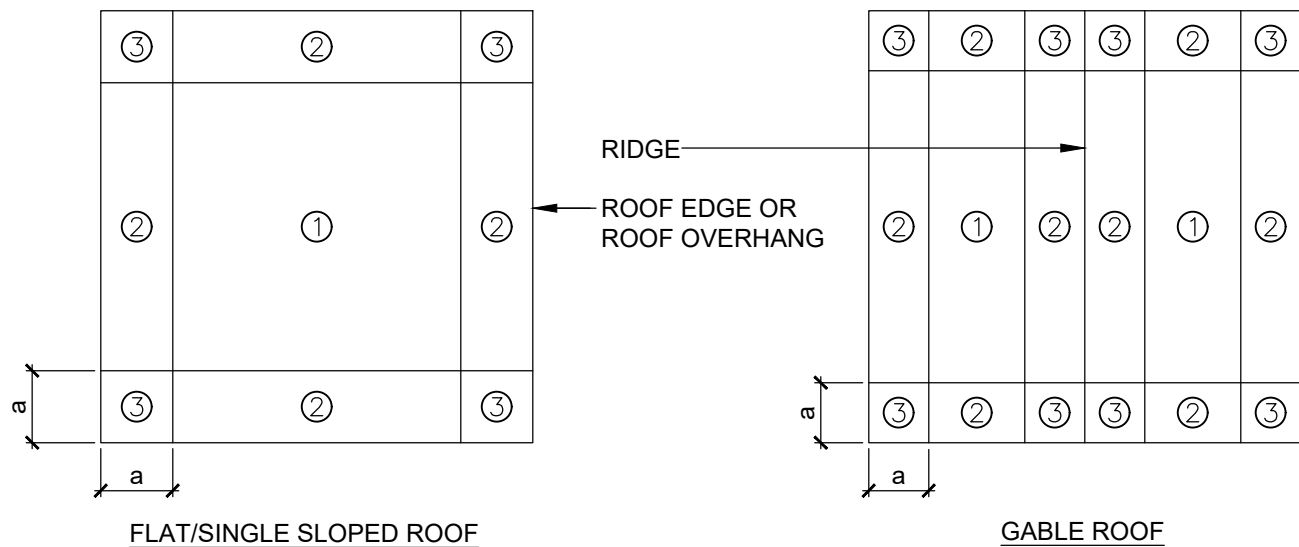 ③ ② ③
② ① ②
③ ② ③
a
a
FLAT/SINGLE SLOPED ROOF
RIDGE
ROOF EDGE OR
ROOF OVERHANG
③ ② ③ ③ ② ③
② ① ② ② ① ②
③ ② ③ ③ ② ③
a
a
GABLE ROOF